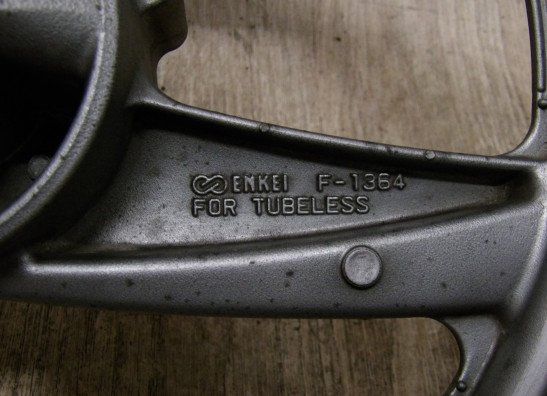 ENKEI F-1364
FOR TUBELESS